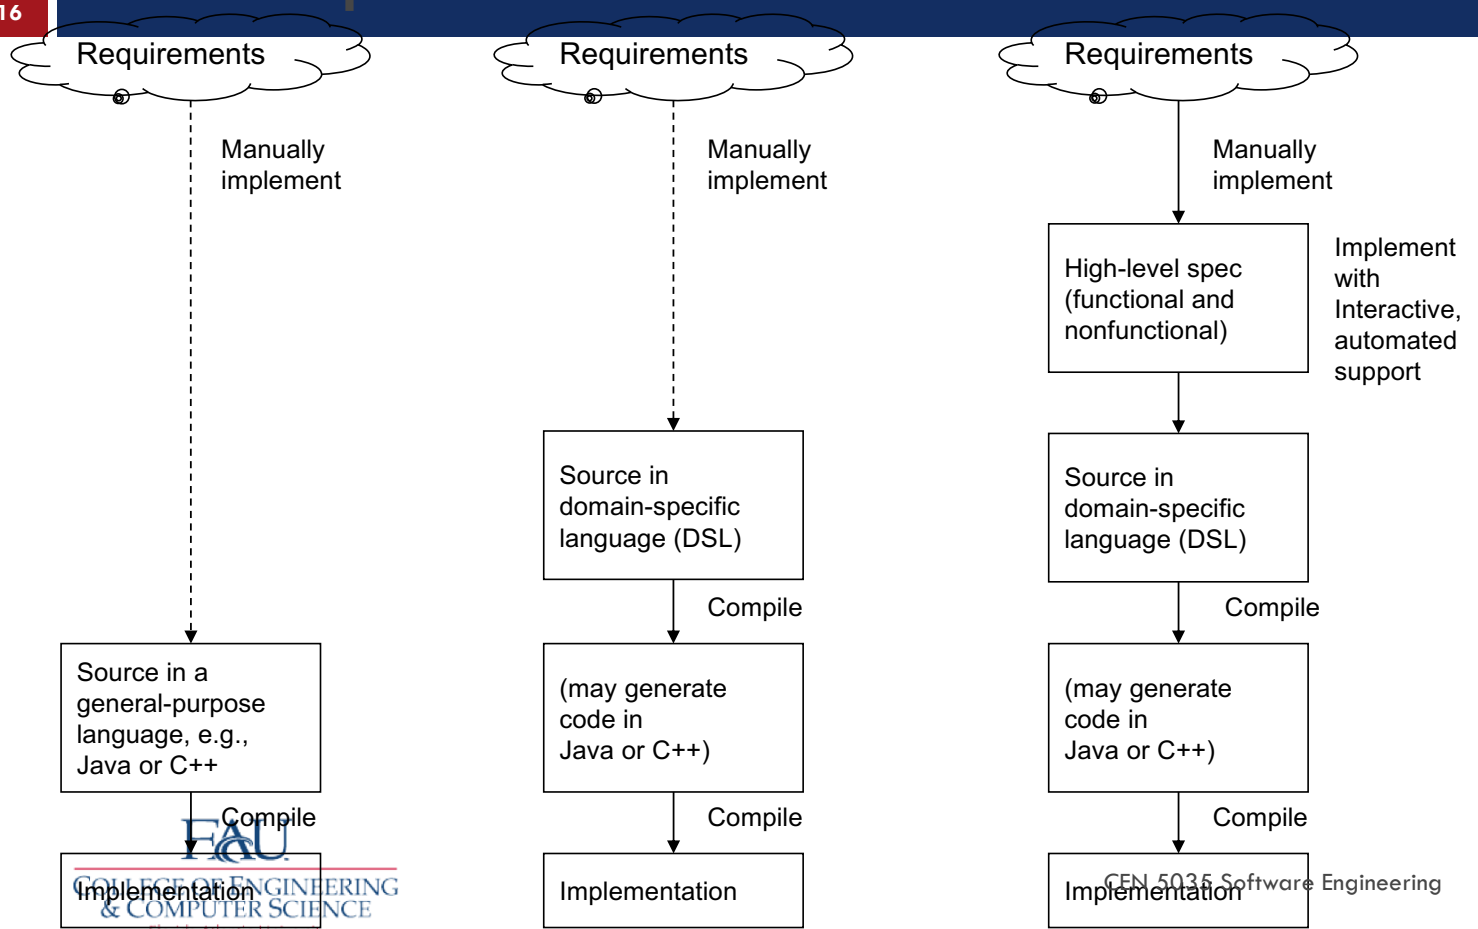 16
Requirements
Manually
implement
Source in a
general-purpose
language, e.g.,
Java or C++
Compile
Implementation
Requirements
Manually
implement
Source in
domain-specific
language (DSL)
Compile
(may generate
code in
Java or C++)
Compile
Implementation
Requirements
Manually
implement
High-level spec
(functional and
nonfunctional)
Implement
with
Interactive,
automated
support
Source in
domain-specific
language (DSL)
Compile
(may generate
code in
Java or C++)
Compile
Implementation
FAU
COLLEGE OF ENGINEERING
& COMPUTER SCIENCE
CEN 5035 Software Engineering